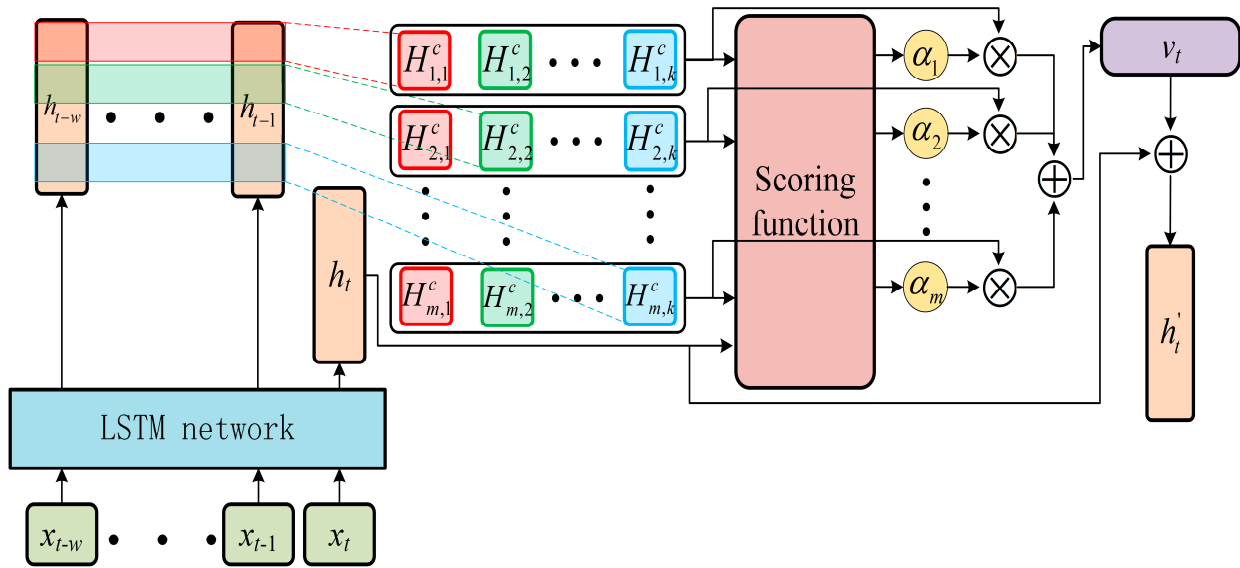 h_{t-w} • • • h_{t-1}
H^c_{1,1} H^c_{1,2} • • • H^c_{1,k}
H^c_{2,1} H^c_{2,2} • • • H^c_{2,k}
H^c_{m,1} H^c_{m,2} • • • H^c_{m,k}
h_t
Scoring
function
α_1
α_2
α_m
v_t
h'_t
LSTM network
x_{t-w} • • • x_{t-1} x_t